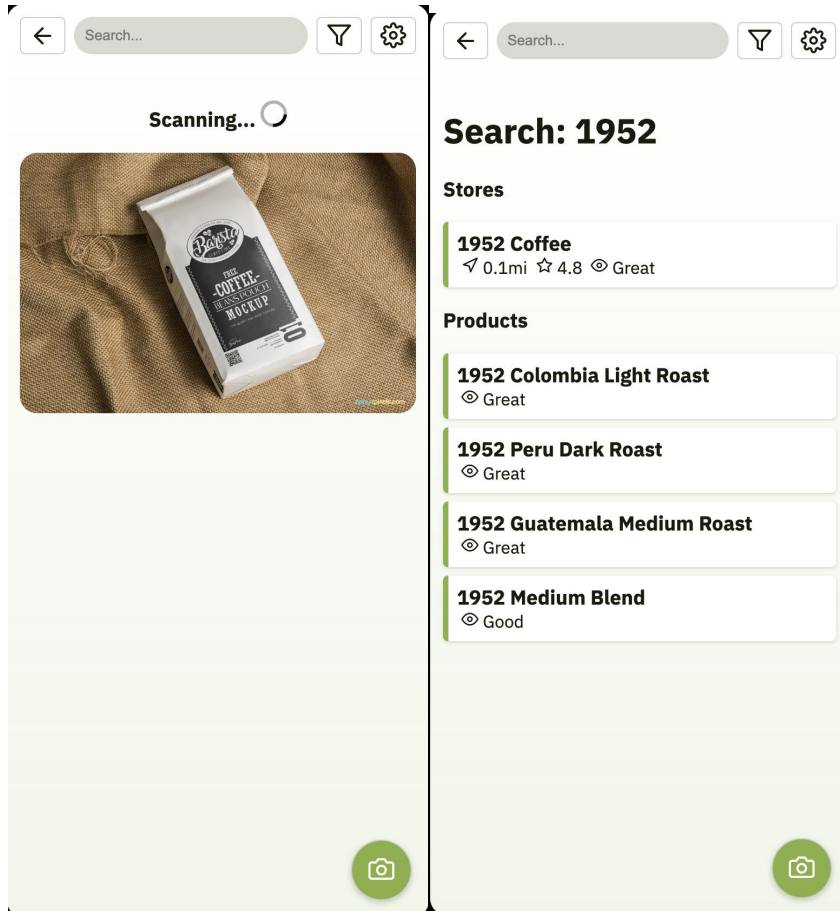 Search...
Scanning...
Barista
FREE
-COFFEE-
BEANS POUCH
MOCKUP
Search...
Search: 1952
Stores
1952 Coffee
0.1mi 4.8 Great
Products
1952 Colombia Light Roast
Great
1952 Peru Dark Roast
Great
1952 Guatemala Medium Roast
Great
1952 Medium Blend
Good